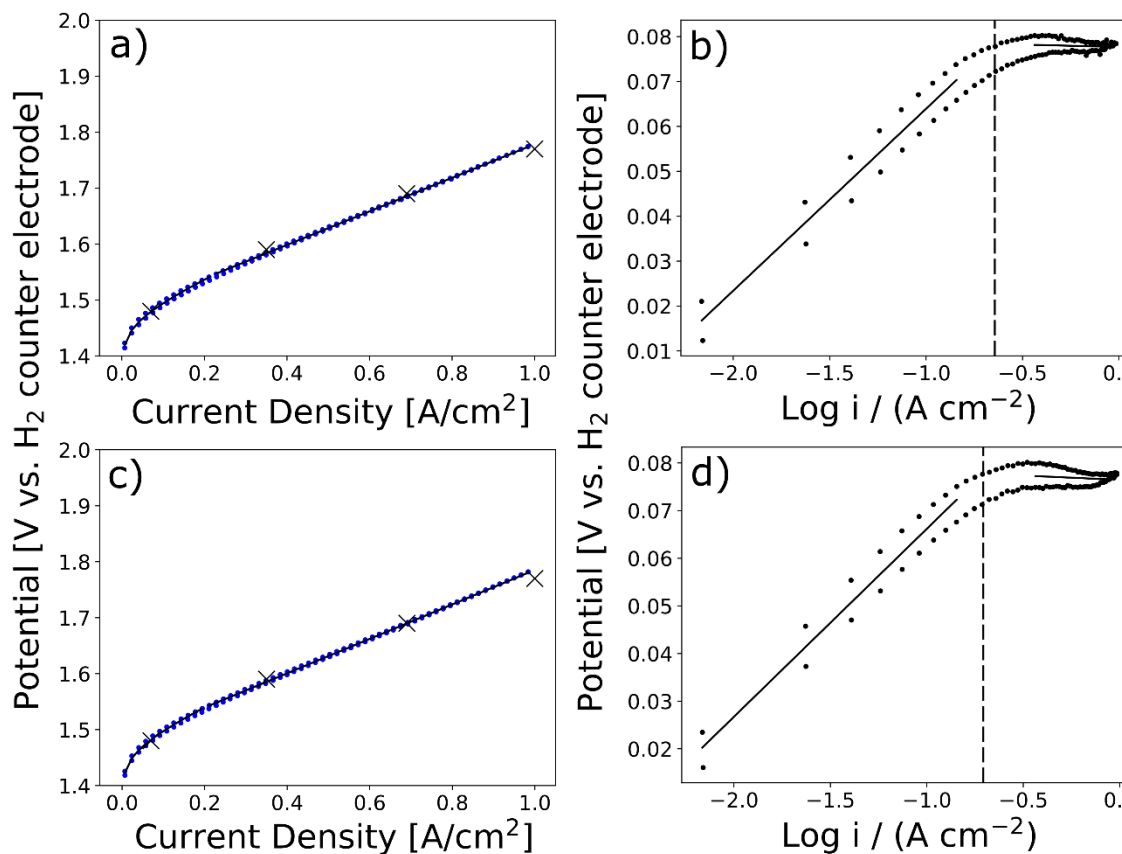 a)
2.0
1.9
1.8
1.7
1.6
1.5
1.4
0.0 0.2 0.4 0.6 0.8 1.0
Current Density [A/cm²]
b)
0.08
0.07
0.06
0.05
0.04
0.03
0.02
0.01
−2.0 −1.5 −1.0 −0.5 0.
Log i / (A cm⁻²)
Potential [V vs. H₂ counter electrode]
Potential [V vs. H₂ counter electrode]
c)
2.0
1.9
1.8
1.7
1.6
1.5
1.4
0.0 0.2 0.4 0.6 0.8 1.0
Current Density [A/cm²]
d)
0.08
0.07
0.06
0.05
0.04
0.03
0.02
−2.0 −1.5 −1.0 −0.5 0.
Log i / (A cm⁻²)